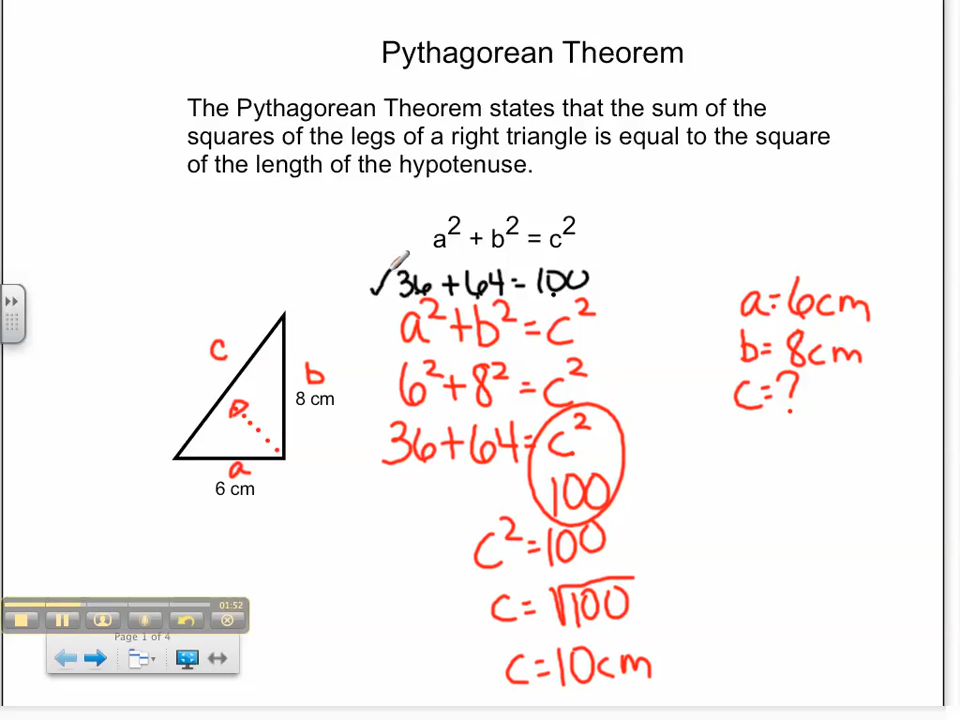 Pythagorean Theorem
The Pythagorean Theorem states that the sum of the
squares of the legs of a right triangle is equal to the square
of the length of the hypotenuse.
a² + b² = c²
√36 + 64 = 100
a² + b² = c²
6² + 8² = c²
36 + 64 = c²
100
c² = 100
c = √100
c = 10cm
a = 6cm
b = 8cm
c = ?
c
b
8 cm
a
6 cm
01:52
Page 1 of 4